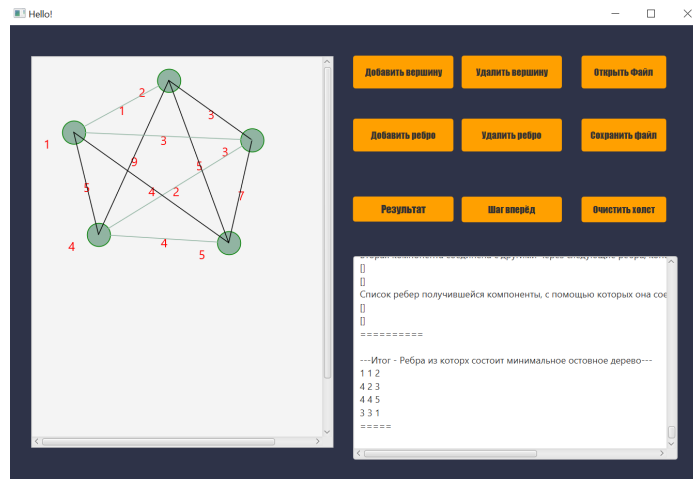 Hello!
2
1
3
1
3
3
9
5
5
4
2
7
4
4
5
Добавить вершину
Удалить вершину
Открыть Файл
Добавить ребро
Удалить ребро
Сохранить файл
Результат
Шаг вперёд
Очистить холст
[]
[]
Список ребер получившейся компоненты, с помощью которых она сое
[]
[]
==========
---Итог - Ребра из которх состоит минимальное остовное дерево---
1 1 2
4 2 3
4 4 5
3 3 1
=====